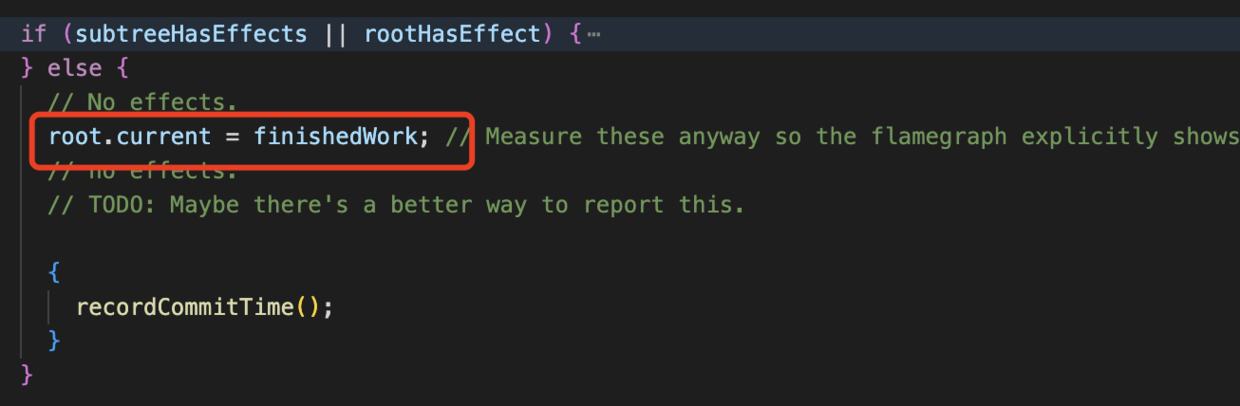 if (subtreeHasEffects || rootHasEffect) {⋯
} else {
// No effects.
root.current = finishedWork; // Measure these anyway so the flamegraph explicitly shows
// no effects.
// TODO: Maybe there's a better way to report this.
{
recordCommitTime();
}
}